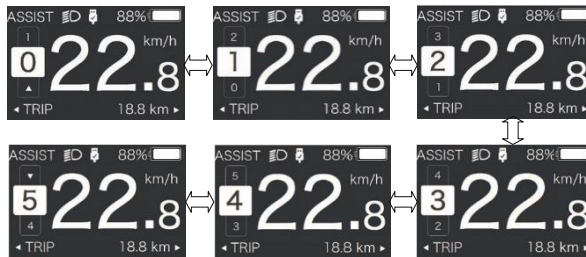 ASSIST 88%
1
0 22.8 km/h
▲
◂ TRIP 18.8 km ▸
ASSIST 88%
2
1 22.8 km/h
0
◂ TRIP 18.8 km ▸
ASSIST 88%
3
2 22.8 km/h
1
◂ TRIP 18.8 km ▸
ASSIST 88%
▼
5 22.8 km/h
4
◂ TRIP 18.8 km ▸
ASSIST 88%
5
4 22.8 km/h
3
◂ TRIP 18.8 km ▸
ASSIST 88%
4
3 22.8 km/h
2
◂ TRIP 18.8 km ▸